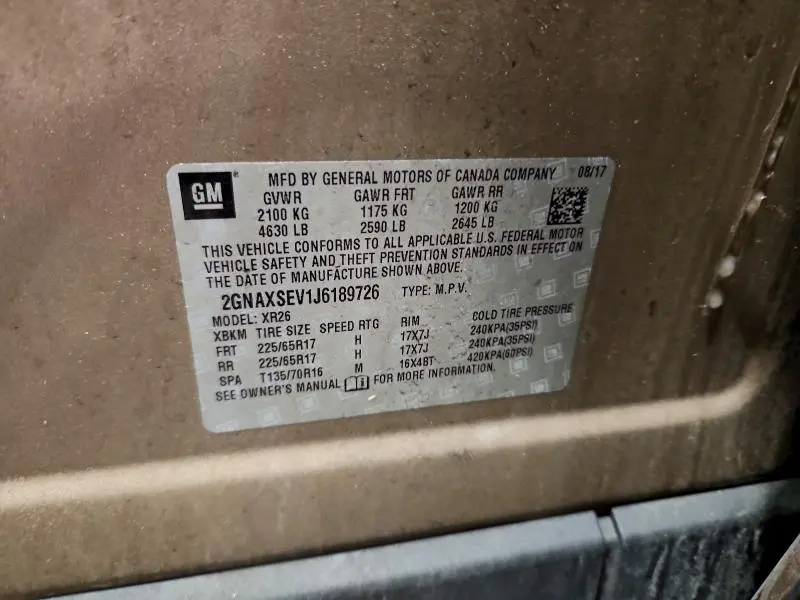 GM
MFD BY GENERAL MOTORS OF CANADA COMPANY 08/17
GVWR GAWR FRT GAWR RR
2100 KG 1175 KG 1200 KG
4630 LB 2590 LB 2645 LB
THIS VEHICLE CONFORMS TO ALL APPLICABLE U.S. FEDERAL MOTOR
VEHICLE SAFETY AND THEFT PREVENTION STANDARDS IN EFFECT ON
THE DATE OF MANUFACTURE SHOWN ABOVE.
2GNAXSEV1J6189726 TYPE: M.P.V.
MODEL: XR26
XBKM TIRE SIZE SPEED RTG RIM COLD TIRE PRESSURE
FRT 225/65R17 H 17X7J 240KPA(35PSI)
RR 225/65R17 H 17X7J 240KPA(35PSI)
SPA T135/70R16 M 16X4BT 420KPA(60PSI)
SEE OWNER'S MANUAL FOR MORE INFORMATION.